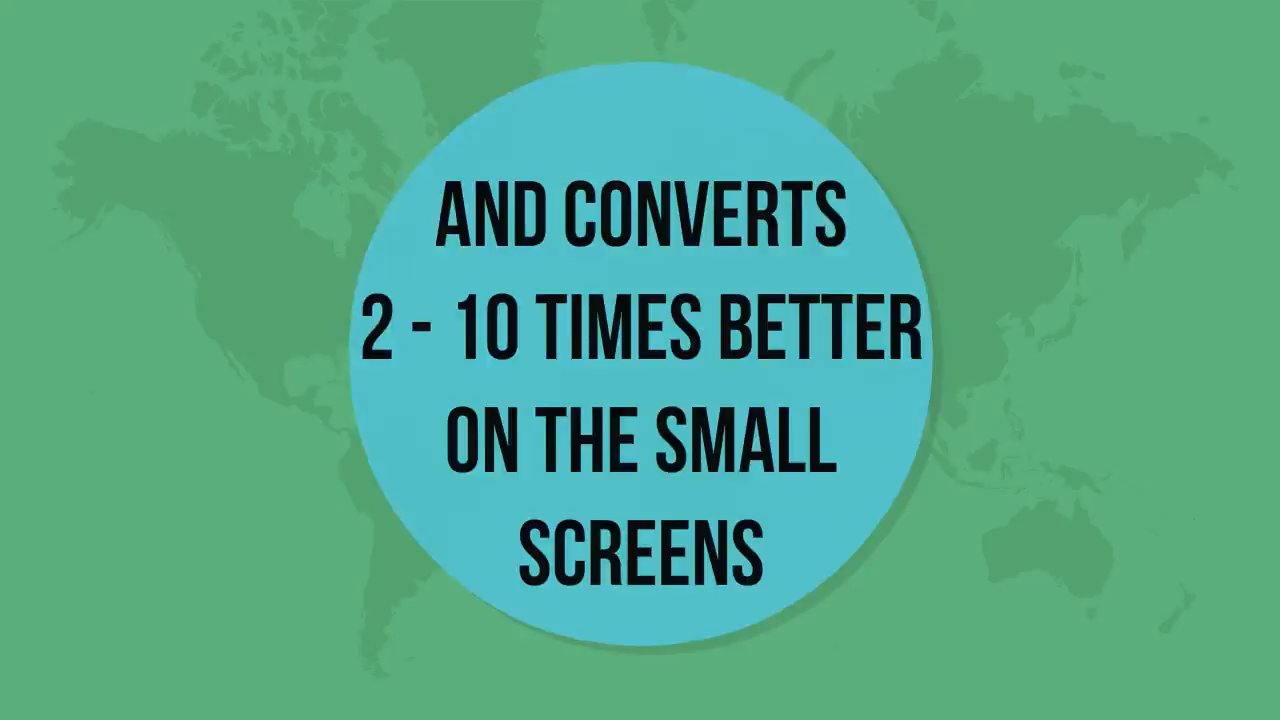 AND CONVERTS
2 - 10 TIMES BETTER
ON THE SMALL
SCREENS